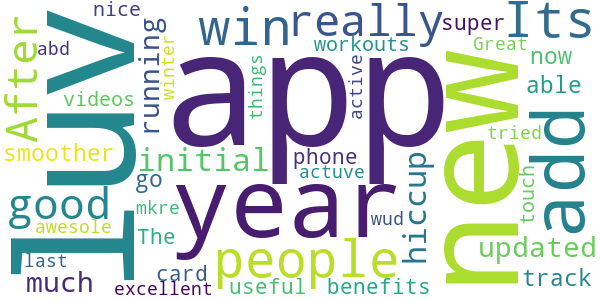 nice
super
Its
win
really
abd
After
luv
running
winter
app
workouts
Great
now
things
active
new
add
able
videos
tried
smoother
initial
phone
hiccup
go
actuve
year
touch
good
mkre
wud
The
people
updated
awesole
last
card
much
excellent
useful
benefits
track